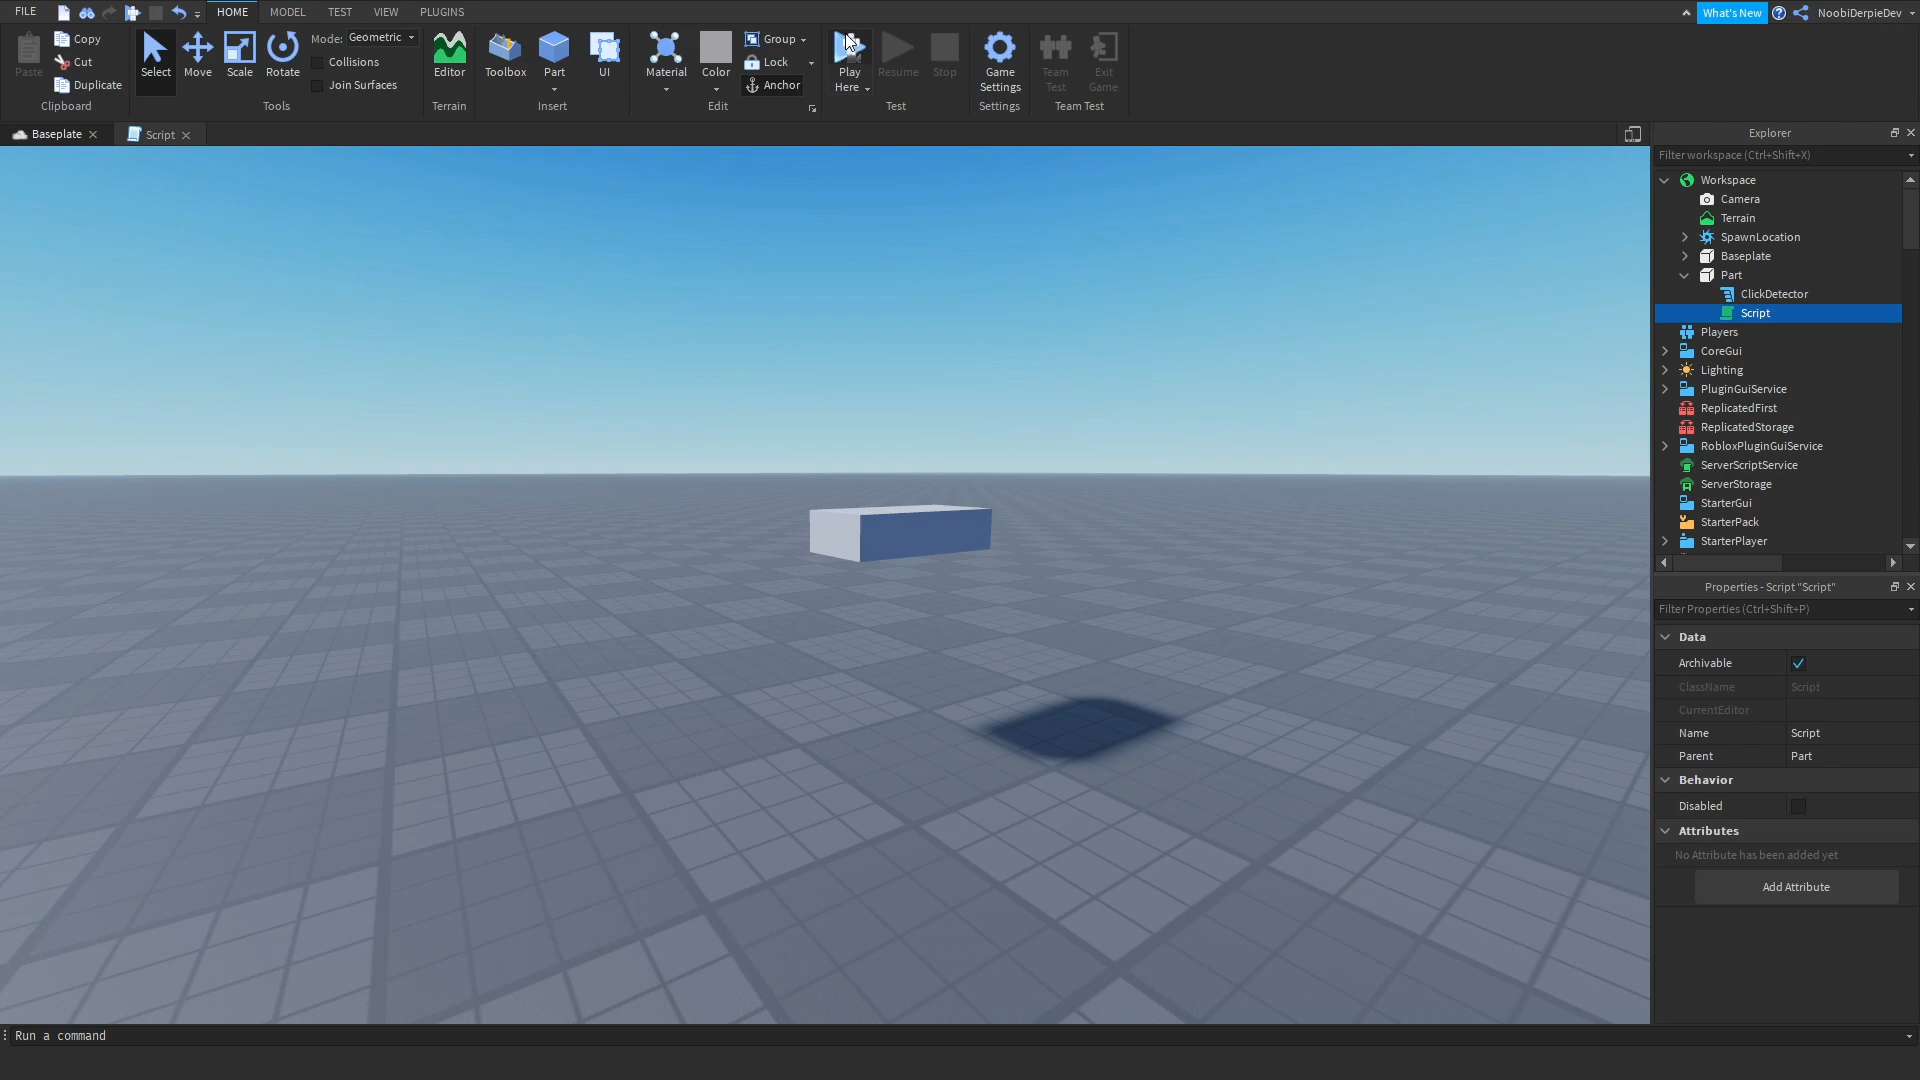 FILE HOME MODEL TEST VIEW PLUGINS What's New NoobiDerpieDev
Paste Copy Cut Duplicate Clipboard
Select Move Scale Rotate Mode: Geometric Collisions Join Surfaces Tools
Editor Terrain
Toolbox Part UI Insert
Material Color Group Lock Anchor Edit
Play Here Resume Stop Test
Game Settings Settings
Team Test Exit Game Team Test
Baseplate Script
Explorer
Filter workspace (Ctrl+Shift+X)
Workspace
Camera
Terrain
SpawnLocation
Baseplate
Part
ClickDetector
Script
Players
CoreGui
Lighting
PluginGuiService
ReplicatedFirst
ReplicatedStorage
RobloxPluginGuiService
ServerScriptService
ServerStorage
StarterGui
StarterPack
StarterPlayer
Properties - Script "Script"
Filter Properties (Ctrl+Shift+P)
Data
Archivable
ClassName Script
CurrentEditor
Name Script
Parent Part
Behavior
Disabled
Attributes
No Attribute has been added yet
Add Attribute
Run a command